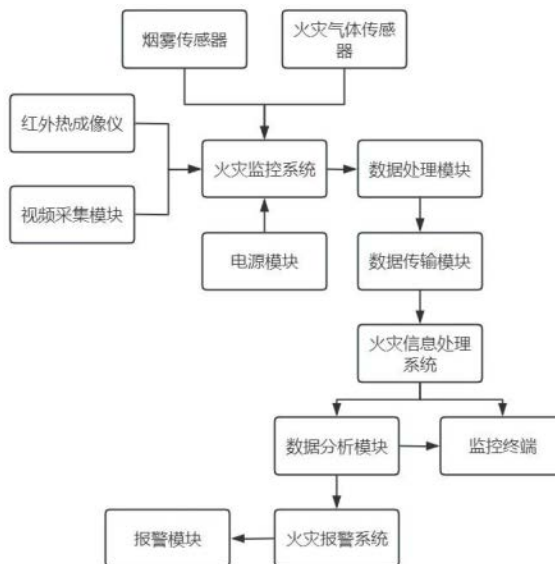 烟雾传感器
火灾气体传感
器
红外热成像仪
火灾监控系统
数据处理模块
视频采集模块
电源模块
数据传输模块
火灾信息处理
系统
数据分析模块
监控终端
报警模块
火灾报警系统